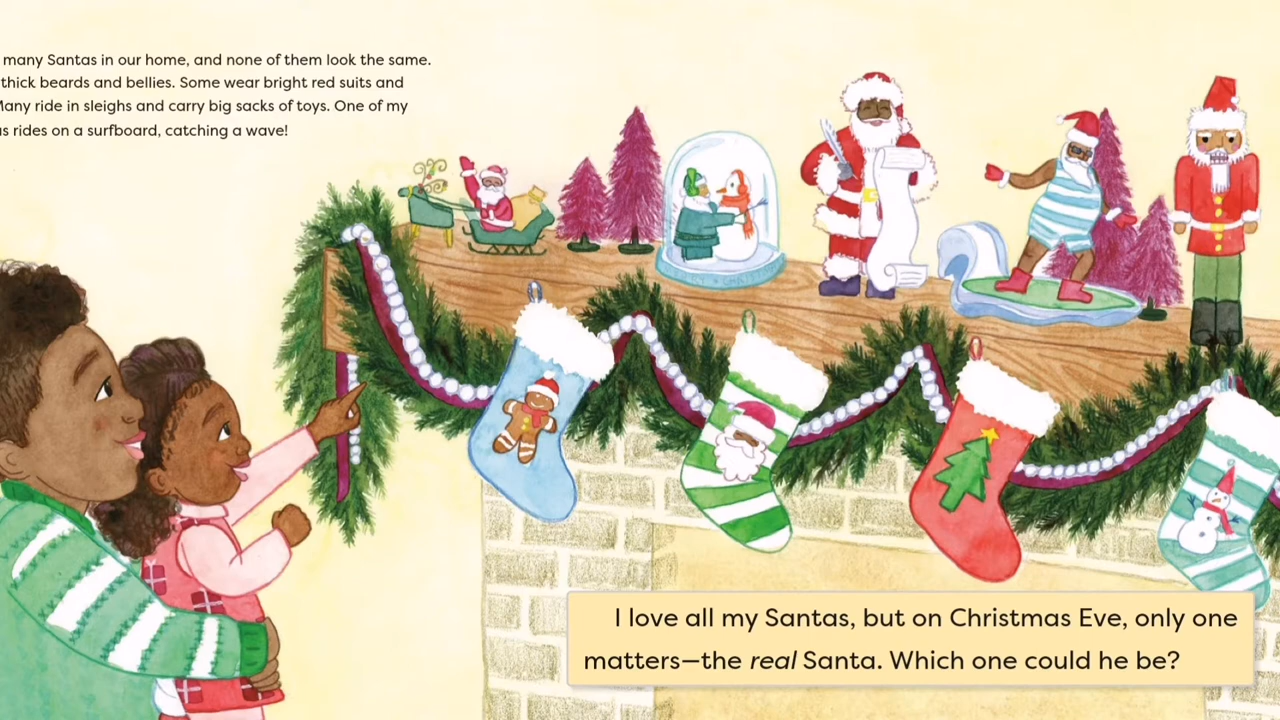 many Santas in our home, and none of them look the same.
thick beards and bellies. Some wear bright red suits and
Many ride in sleighs and carry big sacks of toys. One of my
rides on a surfboard, catching a wave!
I love all my Santas, but on Christmas Eve, only one
matters—the real Santa. Which one could he be?